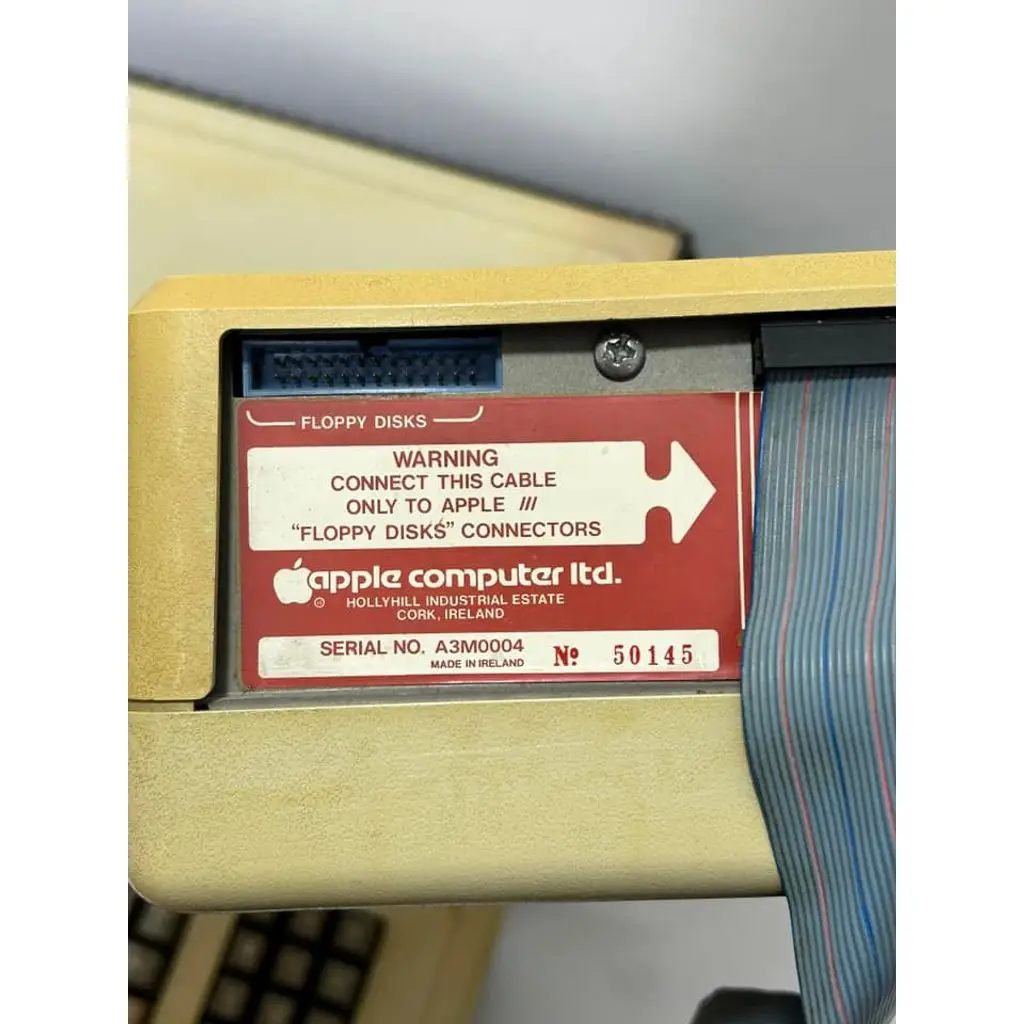 FLOPPY DISKS
WARNING
CONNECT THIS CABLE
ONLY TO APPLE ///
“FLOPPY DISKS” CONNECTORS
apple computer ltd.
HOLLYHILL INDUSTRIAL ESTATE
CORK, IRELAND
SERIAL NO. A3M0004
MADE IN IRELAND
Nº 50145